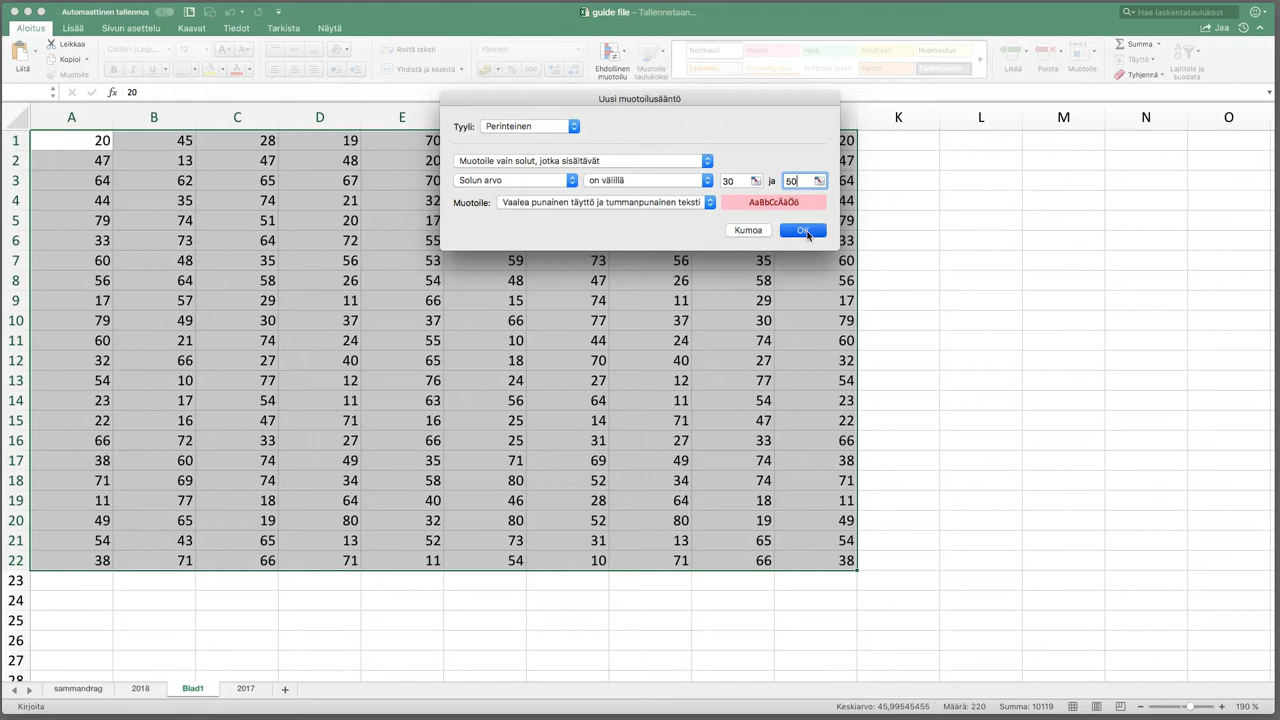 Automaattinen tallennus
guide file – Tallennetaan...
Hae laskentataulukost
Aloitus Lisää Sivun asettelu Kaavat Tiedot Tarkista Näytä
Jaa
Liitä
Leikkaa
Kopioi
Muotoile
Calibri (Leip... 12
B I U
Rivitä teksti
Yhdistä ja keskitä
Yleinen
Ehdollinen muotoilu
Muotoile taulukoksi
Normaali Huono Hyvä Neutraali Huomautus
Laskenta
Syöttö
Lisää
Poista
Muotoile
Summa
Täyttö
Tyhjennä
Lajittele ja suodata
fx 20
Uusi muotoilusääntö
Tyyli: Perinteinen
Muotoile vain solut, jotka sisältävät
Solun arvo on välillä 30 ja 50
Muotoile: Vaalea punainen täyttö ja tummanpunainen teksti AaBbCcÄäÖö
Kumoa OK
A B C D E K L M N O
1 20 45 28 19 70 20
2 47 13 47 48 20 47
3 64 62 65 67 70 64
4 44 35 74 21 32 44
5 79 74 51 20 17 79
6 33 73 64 72 55 33
7 60 48 35 56 53 59 73 56 35 60
8 56 64 58 26 54 48 47 26 58 56
9 17 57 29 11 66 15 74 11 29 17
10 79 49 30 37 37 66 77 37 30 79
11 60 21 74 24 55 10 44 24 74 60
12 32 66 27 40 65 18 70 40 27 32
13 54 10 77 12 76 24 27 12 77 54
14 23 17 54 11 63 56 64 11 54 23
15 22 16 47 71 16 25 14 71 47 22
16 66 72 33 27 66 25 31 27 33 66
17 38 60 74 49 35 71 69 49 74 38
18 71 69 74 34 58 80 52 34 74 71
19 11 77 18 64 40 46 28 64 18 11
20 49 65 19 80 32 80 52 80 19 49
21 54 43 65 13 52 73 31 13 65 54
22 38 71 66 71 11 54 10 71 66 38
23
24
25
26
27
28
sammandrag 2018 Blad1 2017 +
Kirjoita
Keskiarvo: 45,99545455 Määrä: 220 Summa: 10119
190 %